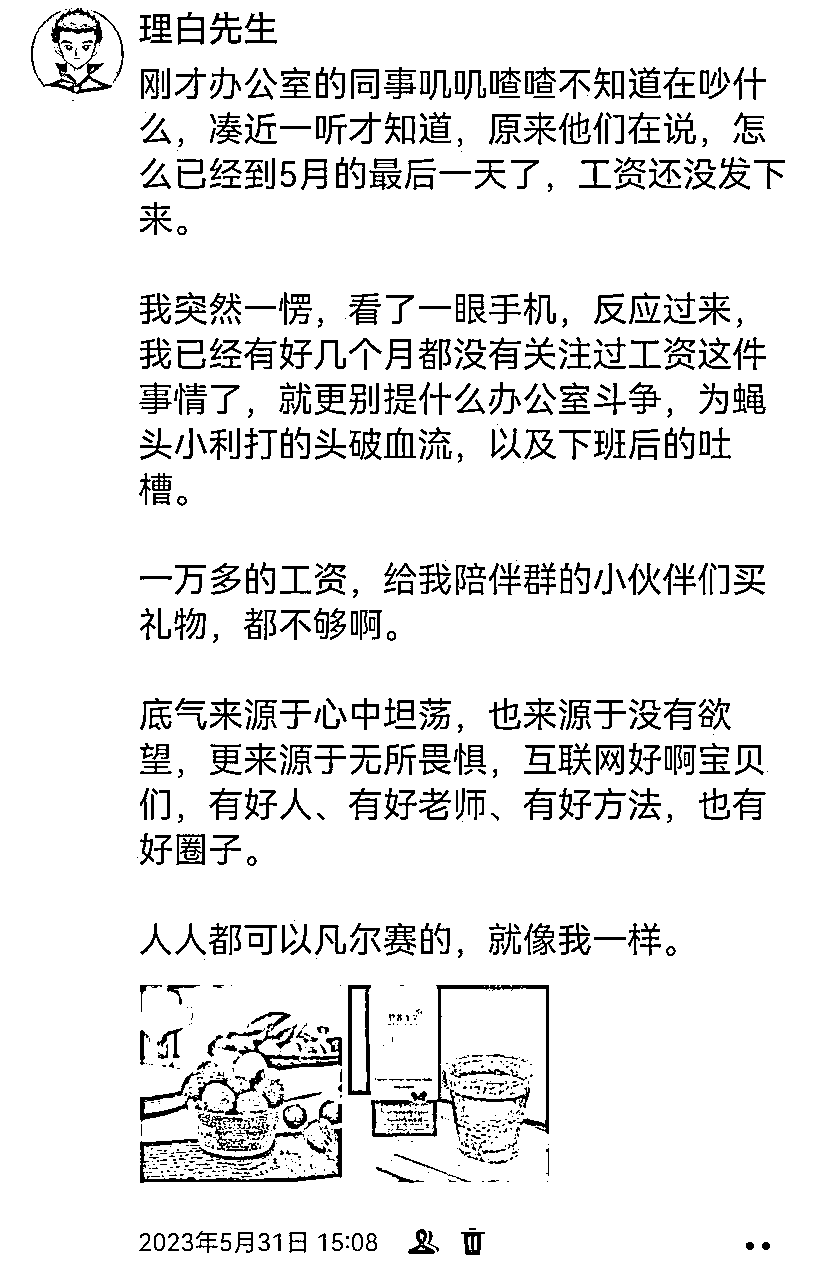 理白先生
刚才办公室的同事叽叽喳喳不知道在吵什
么，凑近一听才知道，原来他们在说，怎
么已经到5月的最后一天了，工资还没发下
来。
我突然一愣，看了一眼手机，反应过来，
我已经有好几个月都没有关注过工资这件
事情了，就更别提什么办公室斗争，为蝇
头小利打的头破血流，以及下班后的吐
槽。
一万多的工资，给我陪伴群的小伙伴们买
礼物，都不够啊。
底气来源于心中坦荡，也来源于没有欲
望，更来源于无所畏惧，互联网好啊宝贝
们，有好人、有好老师、有好方法，也有
好圈子。
人人都可以凡尔赛的，就像我一样。
2023年5月31日 15:08